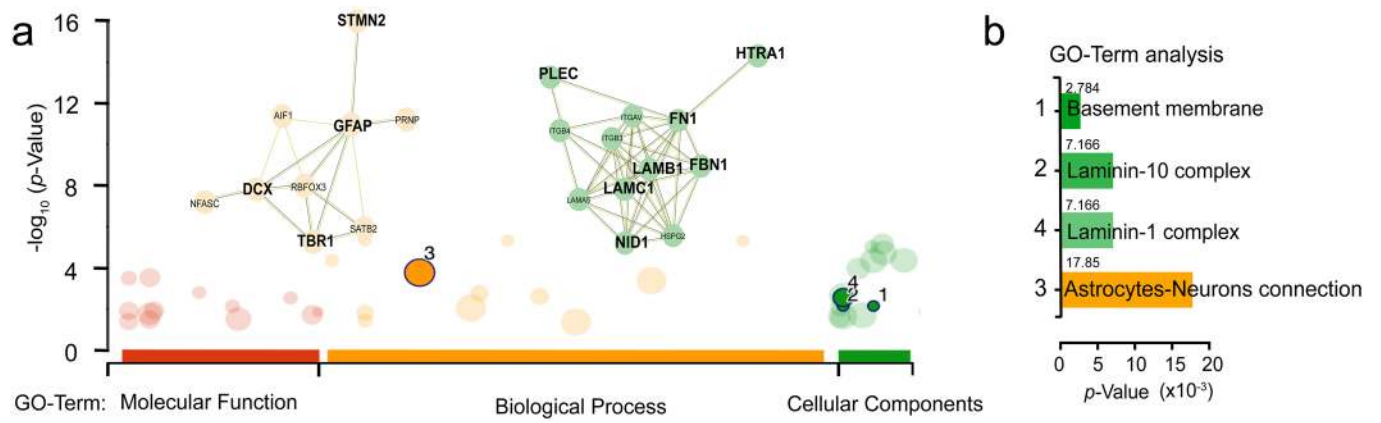 a
16
12
8
4
0
-log10 (p-Value)
STMN2
AIF1
GFAP
PRNP
DCX
RBFOX3
NFASC
TBR1
SATB2
3
PLEC
HTRA1
ITGAV
FN1
ITGB4
ITGB3
LAMB1
FBN1
LAMC1
LAMA5
NID1
HSPG2
4
2
1
GO-Term:
Molecular Function
Biological Process
Cellular Components
b
GO-Term analysis
2.784
1 Basement membrane
7.166
2 Laminin-10 complex
7.166
4 Laminin-1 complex
17.85
3 Astrocytes-Neurons connection
0 10 20
p-Value (x10-3)